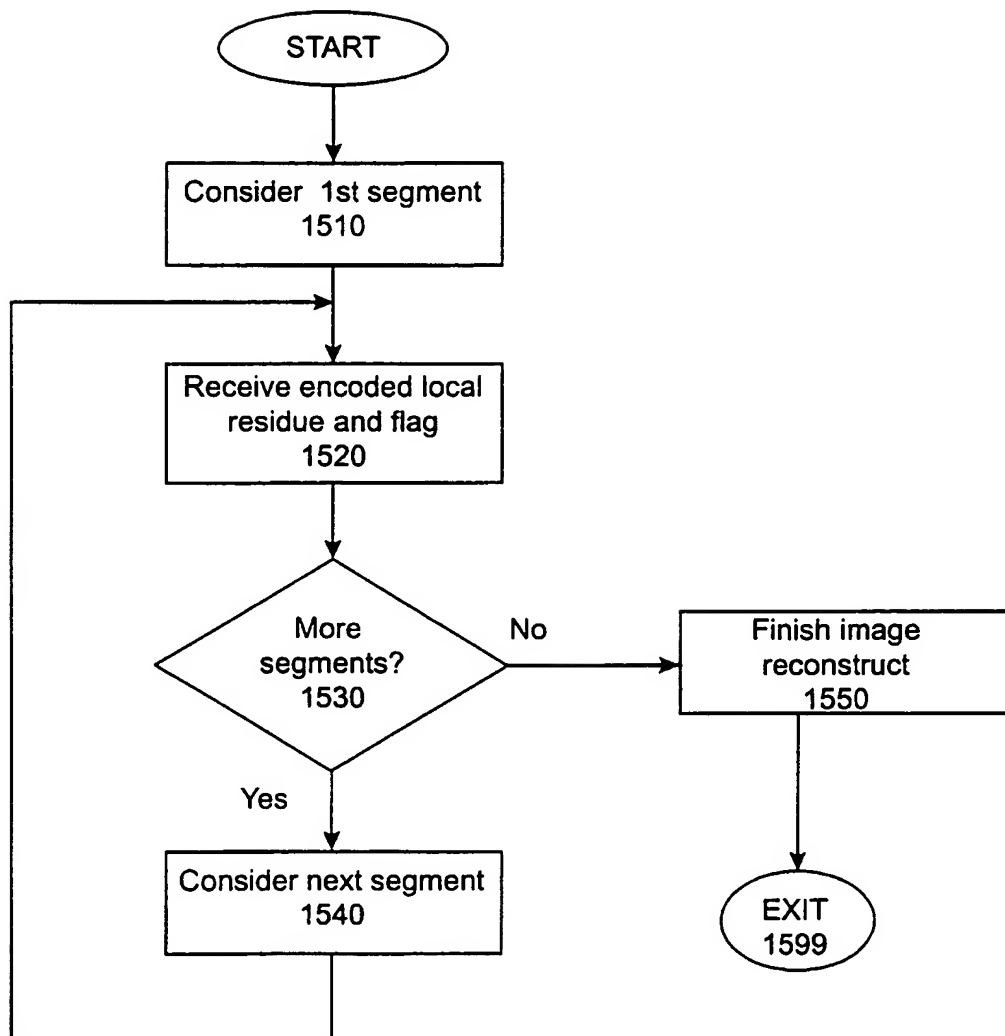 START
Consider 1st segment
1510
Receive encoded local
residue and flag
1520
More
segments?
1530
No
Finish image
reconstruct
1550
Yes
Consider next segment
1540
EXIT
1599